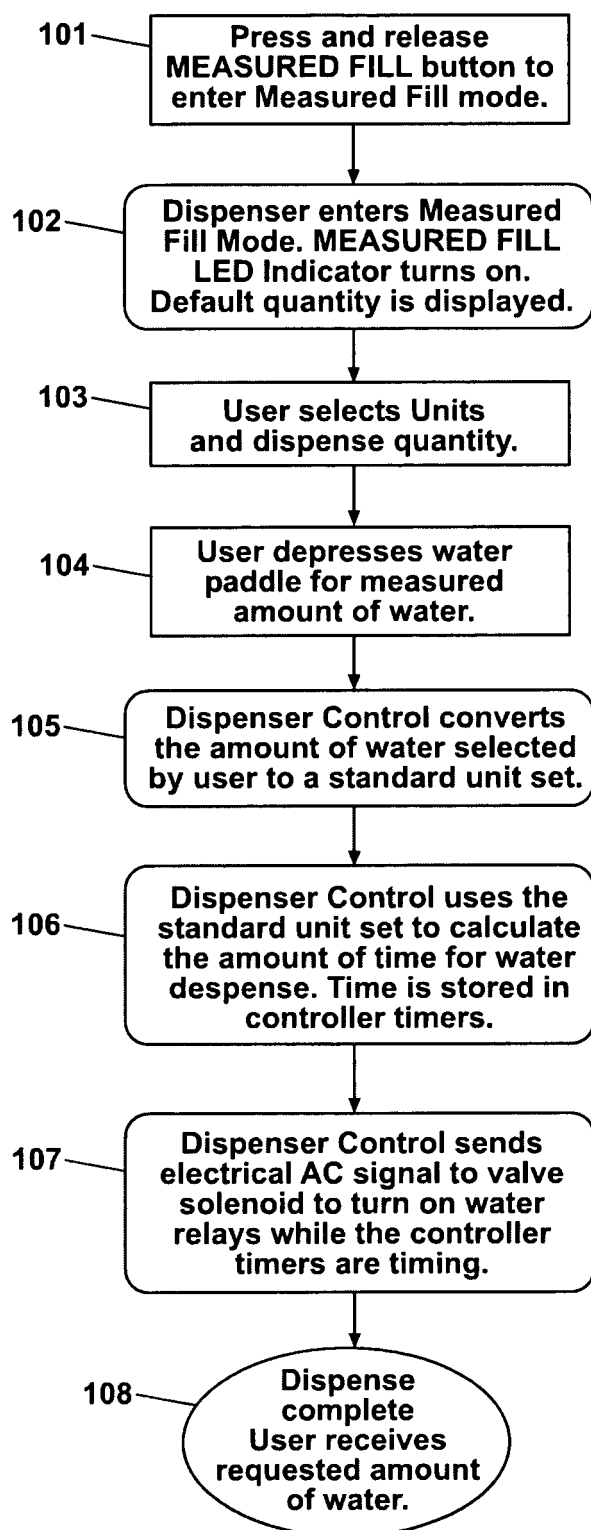 101
Press and release
MEASURED FILL button to
enter Measured Fill mode.
102
Dispenser enters Measured
Fill Mode. MEASURED FILL
LED Indicator turns on.
Default quantity is displayed.
103
User selects Units
and dispense quantity.
104
User depresses water
paddle for measured
amount of water.
105
Dispenser Control converts
the amount of water selected
by user to a standard unit set.
106
Dispenser Control uses the
standard unit set to calculate
the amount of time for water
despense. Time is stored in
controller timers.
107
Dispenser Control sends
electrical AC signal to valve
solenoid to turn on water
relays while the controller
timers are timing.
108
Dispense
complete
User receives
requested amount
of water.